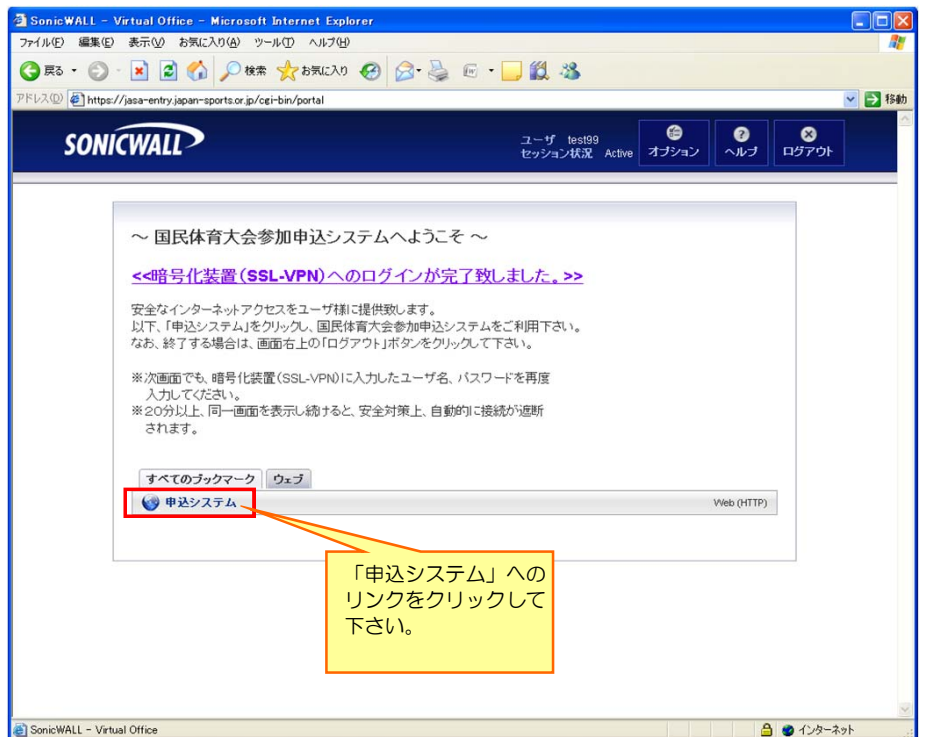 SonicWALL - Virtual Office - Microsoft Internet Explorer
ファイル(F) 編集(E) 表示(V) お気に入り(A) ツール(T) ヘルプ(H)
戻る 検索 お気に入り
アドレス(D) https://jasa-entry.japan-sports.or.jp/cgi-bin/portal 移動
SONICWALL
ユーザ test99
セッション状況 Active
オプション ヘルプ ログアウト
～ 国民体育大会参加申込システムへようこそ ～
<<暗号化装置(SSL-VPN)へのログインが完了致しました。>>
安全なインターネットアクセスをユーザ様に提供致します。
以下、「申込システム」をクリックし、国民体育大会参加申込システムをご利用下さい。
なお、終了する場合は、画面右上の「ログアウト」ボタンをクリックして下さい。
※次画面でも、暗号化装置(SSL-VPN)に入力したユーザ名、パスワードを再度
入力してください。
※20分以上、同一画面を表示し続けると、安全対策上、自動的に接続が遮断
されます。
すべてのブックマーク ウェブ
申込システム Web (HTTP)
「申込システム」への
リンクをクリックして
下さい。
SonicWALL - Virtual Office インターネット